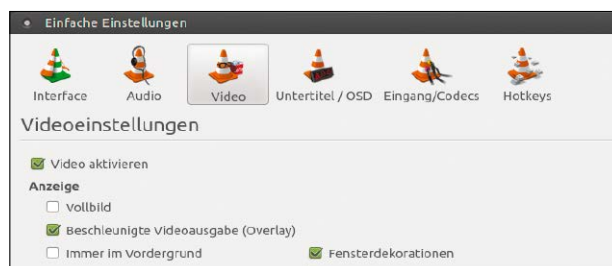 Einfache Einstellungen
Interface Audio Video Untertitel / OSD Eingang/Codecs Hotkeys
Videoeinstellungen
Video aktivieren
Anzeige
Vollbild
Beschleunigte Videoausgabe (Overlay)
Immer im Vordergrund Fensterdekorationen